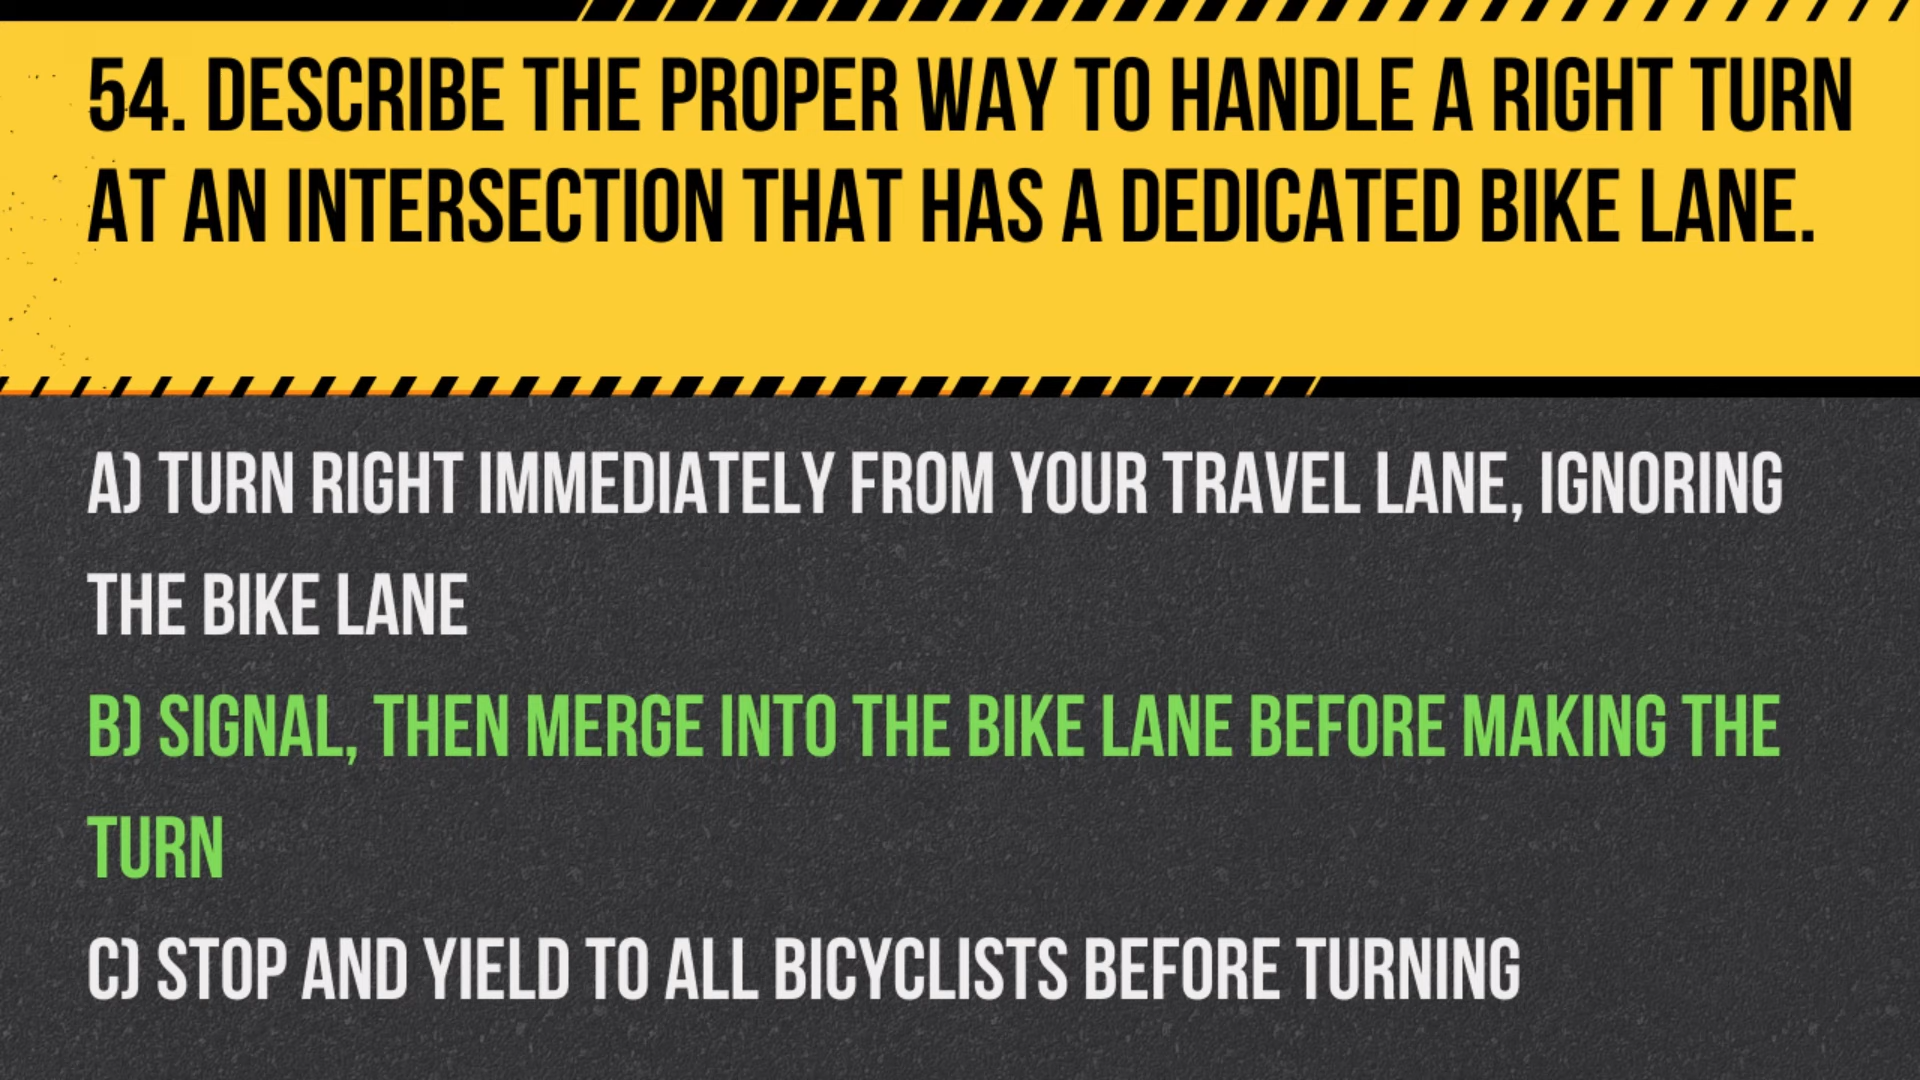 54. DESCRIBE THE PROPER WAY TO HANDLE A RIGHT TURN
AT AN INTERSECTION THAT HAS A DEDICATED BIKE LANE.
A) TURN RIGHT IMMEDIATELY FROM YOUR TRAVEL LANE, IGNORING
THE BIKE LANE
B) SIGNAL, THEN MERGE INTO THE BIKE LANE BEFORE MAKING THE
TURN
C) STOP AND YIELD TO ALL BICYCLISTS BEFORE TURNING